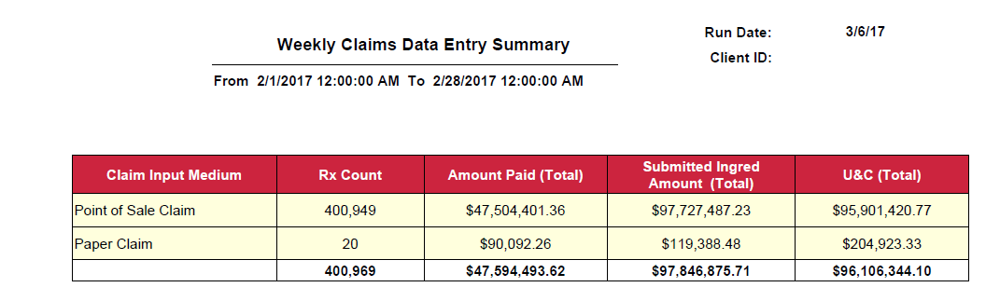 Weekly Claims Data Entry Summary
Run Date: 3/6/17
Client ID:
From 2/1/2017 12:00:00 AM To 2/28/2017 12:00:00 AM
Claim Input Medium Rx Count Amount Paid (Total) Submitted Ingred Amount (Total) U&C (Total)
Point of Sale Claim 400,949 $47,504,401.36 $97,727,487.23 $95,901,420.77
Paper Claim 20 $90,092.26 $119,388.48 $204,923.33
400,969 $47,594,493.62 $97,846,875.71 $96,106,344.10